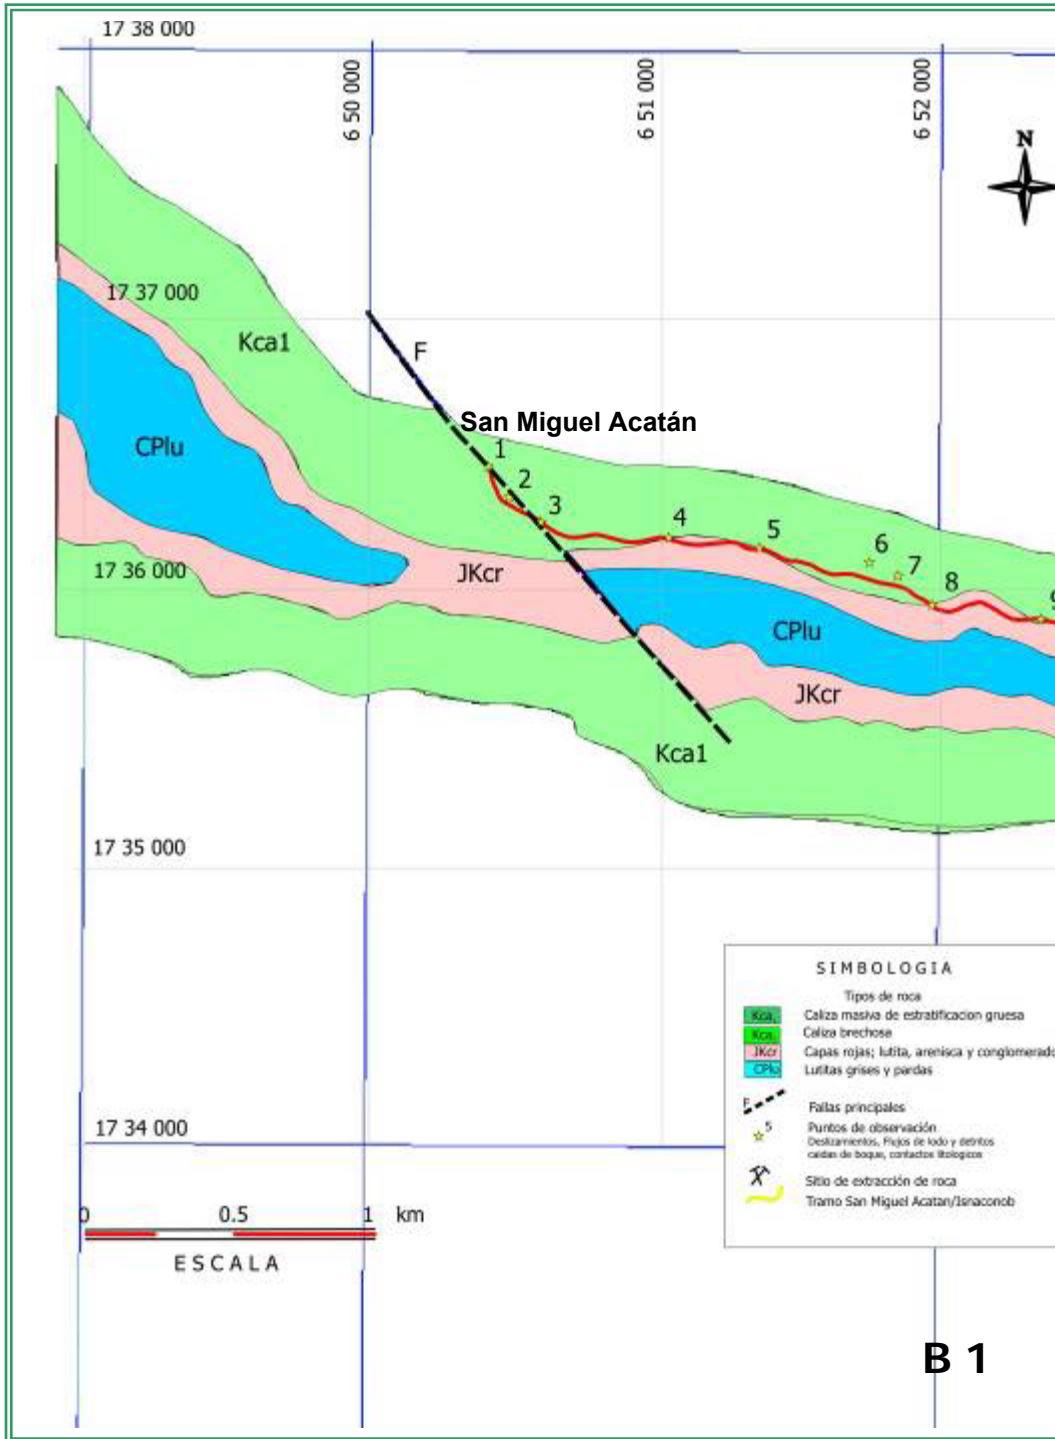 17 38 000
6 50 000
6 51 000
6 52 000
N
17 37 000
Kca1
F
San Miguel Acatán
CPlu
1
2
3
4
5
6
7
8
9
17 36 000
JKcr
CPlu
JKcr
Kca1
17 35 000
SIMBOLOGIA
Tipos de roca
Kca, Caliza masiva de estratificacion gruesa
Kca, Caliza brechosa
JKcr Capas rojas; lutita, arenisca y conglomerado
CPlu Lutitas grises y pardas
F Fallas principales
5 Puntos de observación
Deslizamientos, Flujos de lodo y detritos
caidas de boque, contactos litologicos
Sitio de extracción de roca
Tramo San Miguel Acatan/Isnaconob
17 34 000
0 0.5 1 km
ESCALA
B 1